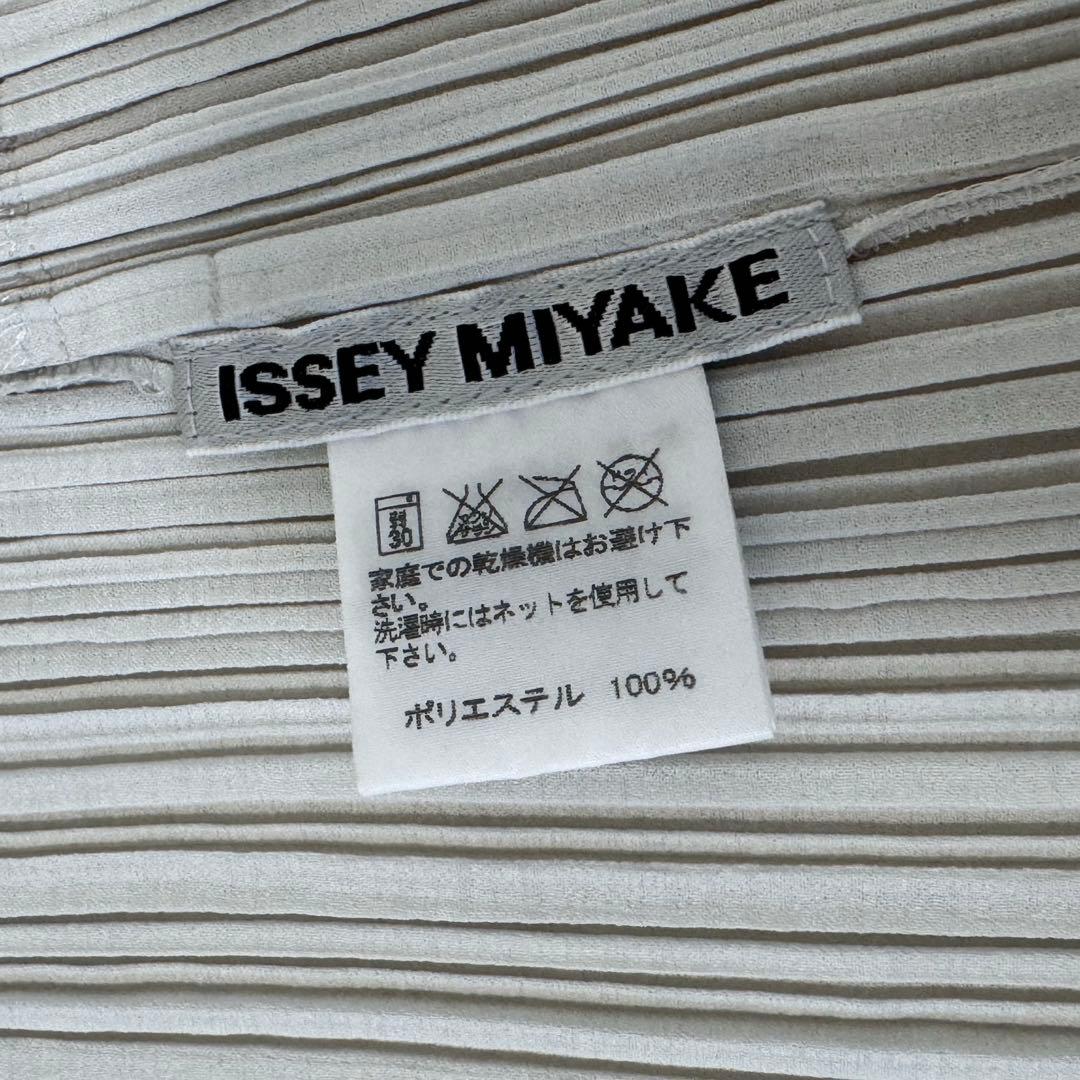 ISSEY MIYAKE
弱
30
家庭での乾燥機はお避け下
さい。
洗濯時にはネットを使用して
下さい。
ポリエステル 100%